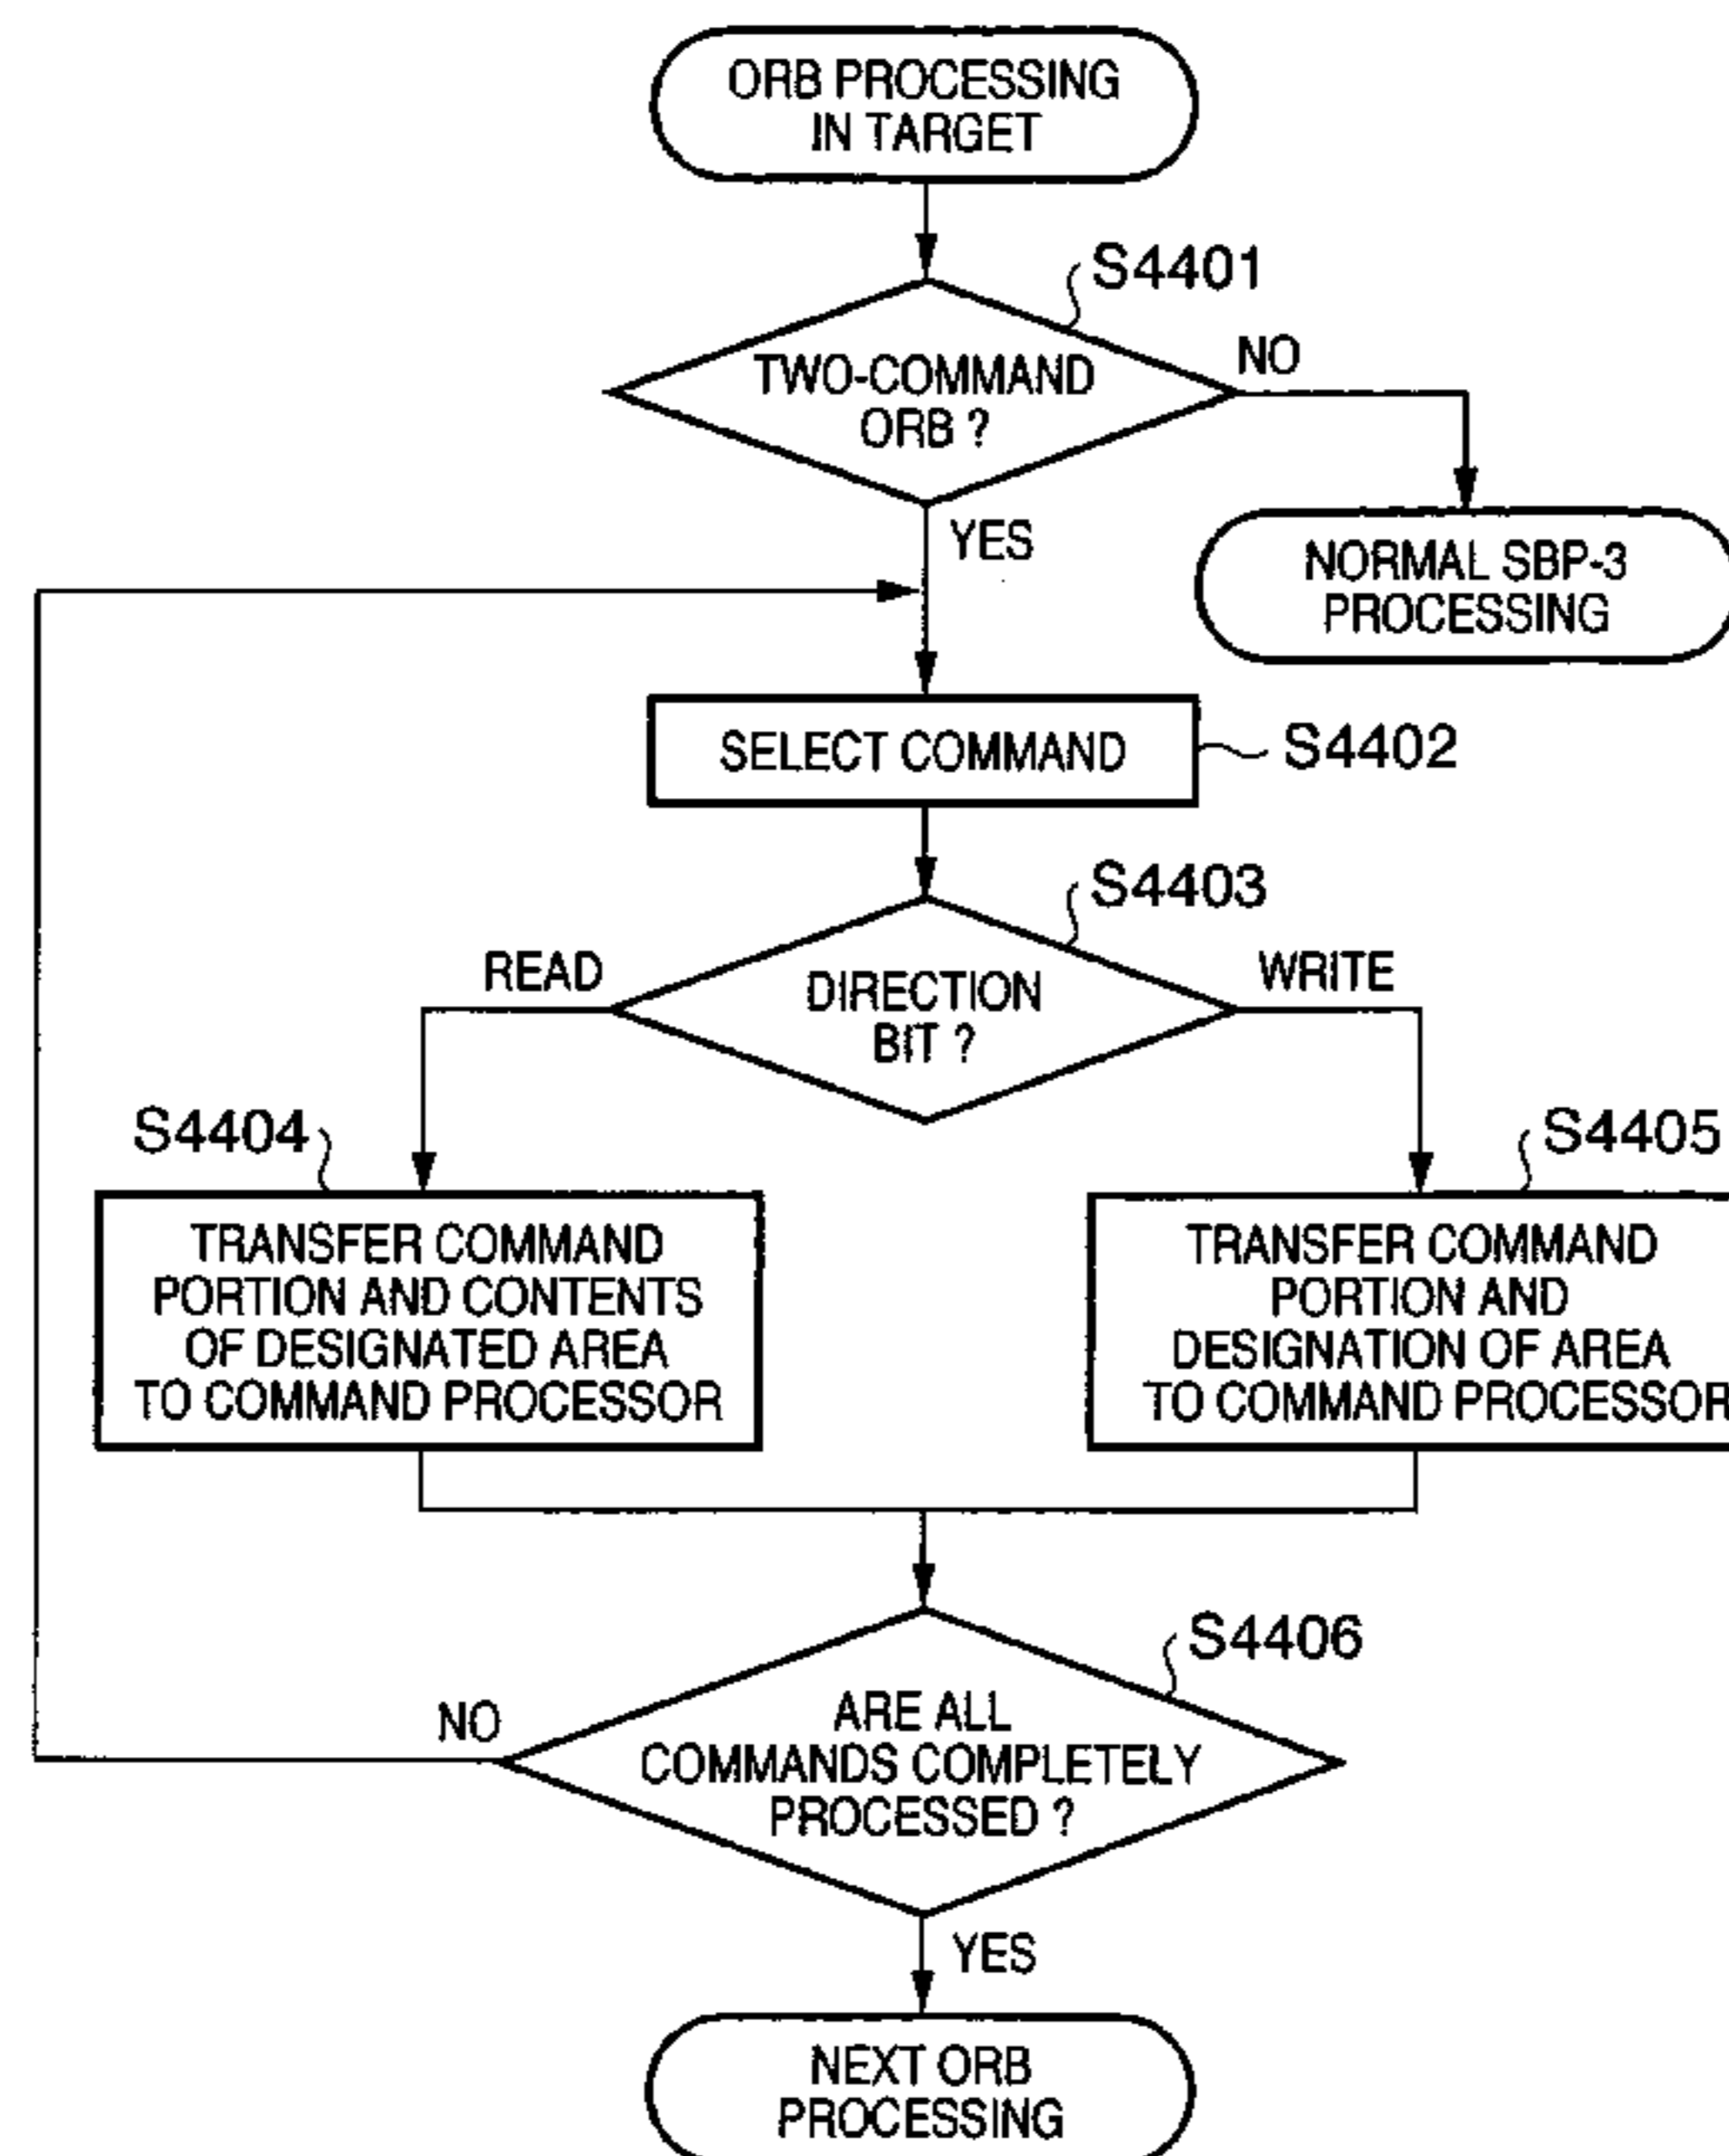 ORB PROCESSING
IN TARGET
S4401
TWO-COMMAND
ORB ?
NO
YES
NORMAL SBP-3
PROCESSING
SELECT COMMAND
S4402
S4403
READ
DIRECTION
BIT ?
WRITE
S4404
S4405
TRANSFER COMMAND
PORTION AND CONTENTS
OF DESIGNATED AREA
TO COMMAND PROCESSOR
TRANSFER COMMAND
PORTION AND
DESIGNATION OF AREA
TO COMMAND PROCESSOR
S4406
NO
ARE ALL
COMMANDS COMPLETELY
PROCESSED ?
YES
NEXT ORB
PROCESSING